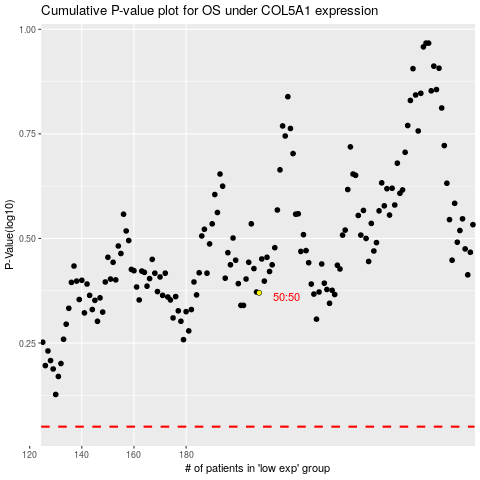 Cumulative P-value plot for OS under COL5A1 expression
P-Value(log10)
1.00
0.75
0.50
0.25
50:50
120 140 160 180
# of patients in 'low exp' group